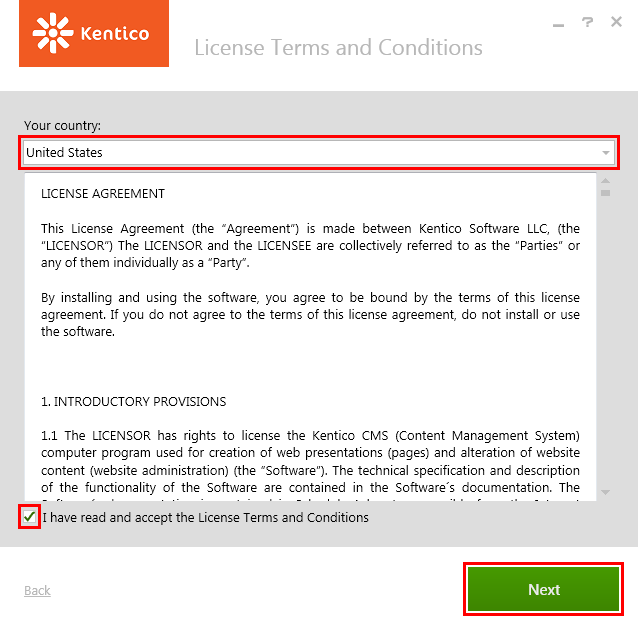 Kentico
License Terms and Conditions
Your country:
United States
LICENSE AGREEMENT
This License Agreement (the “Agreement”) is made between Kentico Software LLC, (the
“LICENSOR”) The LICENSOR and the LICENSEE are collectively referred to as the “Parties” or
any of them individually as a “Party”.
By installing and using the software, you agree to be bound by the terms of this license
agreement. If you do not agree to the terms of this license agreement, do not install or use
the software.
1. INTRODUCTORY PROVISIONS
1.1 The LICENSOR has rights to license the Kentico CMS (Content Management System)
computer program used for creation of web presentations (pages) and alteration of website
content (website administration) (the “Software”). The technical specification and description
of the functionality of the Software are contained in the Software´s documentation. The
I have read and accept the License Terms and Conditions
Back
Next